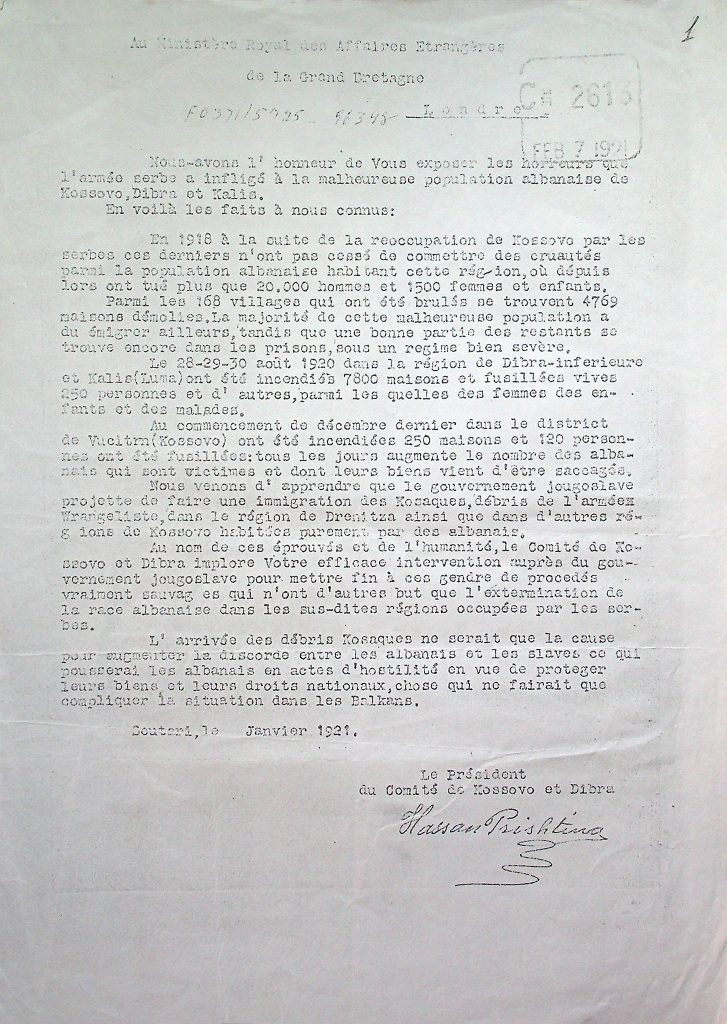 1
Au Ministère Royal des Affaires Etrangères
de la Grand Bretagne
FO371/5725 - 96348 Londre
C 2613
FEB 7 1921
Nous-avons l' honneur de Vous exposer les horreurs que
l'armée serbe a infligé à la malheureuse population albanaise de
Kossovo,Dibra et Kalis.
En voilà les faits à nous connus:
En 1918 à la suite de la reoccupation de Kossovo par les
serbes ces derniers n'ont pas cessé de commettre des cruautés
parmi la population albanaise habitant cette rég-ion,où dépuis
lors ont tué plus que 20.000 hommes et 1500 femmes et enfants.
Parmi les 168 villages qui ont été brulés se trouvent 4769
maisons démolies.La majorité de cette malheureuse population a
du émigrer ailleurs,tandis que une bonne partie des restants se
trouve encore dans les prisons,sous un regime bien sevère.
Le 28-29-30 août 1920 dans la région de Dibra-inferieure
et Kalis(Luma)ont été incendiés 7800 maisons et fusillées vives
250 personnes et d' autres,parmi les quelles des femmes des en-
fants et des malades.
Au commencement de décembre dernier dans le district
de Vucitrn(Kossovo) ont été incendiées 250 maisons et 120 person-
nes ont été fusillées:tous les jours augmente le nombre des alba-
nais qui sont victimes et dont leurs biens vient d'être saccagés.
Nous venons d' apprendre que le gouvernement jougoslave
projette de faire une immigration des Kosaques,débris de l'arméex
Wrangeliste,dans le région de Drenitza ainsi que dans d'autres ré-
g ions de Kossovo habitées purement par des albanais.
Au nom de ces éprouvés et de l'humanité,le Comité de Ko-
ssovo et Dibra implore Votre efficace intervention auprès du gou-
vernement jougoslave pour mettre fin à ces gendre de procedés
vraiment sauvag es qui n'ont d'autres but que l'extermination de
la race albanaise dans les sus-dites régions occupées par les ser-
bes.
L' arrivée des débris Kosaques ne serait que la cause
pour augmenter la discorde entre les albanais et les slaves ce qui
pousserai les albanais en actes d'hostilité en vue de proteger
leurs biens et leurs droits nationaux,chose qui ne fairait que
compliquer la situation dans les Balkans.
Scutari,le Janvier 1921.
Le Président
du Comité de Kossovo et Dibra
Hassan Prishtina